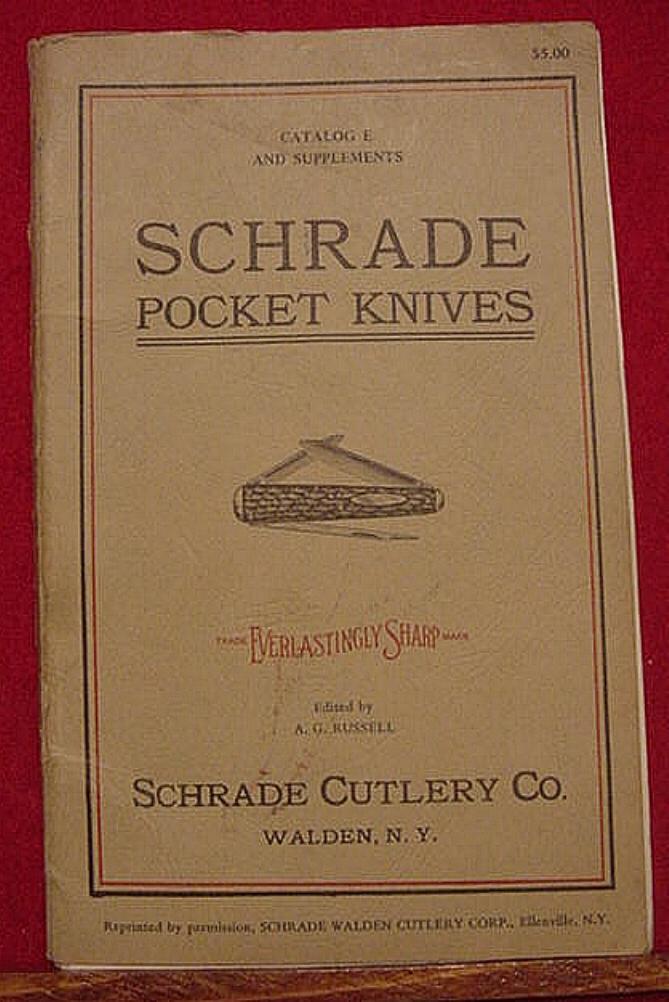 $5.00
CATALOG E
AND SUPPLEMENTS
SCHRADE
POCKET KNIVES
TRADE EVERLASTINGLY SHARP MARK
Edited by
A. G. RUSSELL
SCHRADE CUTLERY CO.
WALDEN, N. Y.
Reprinted by permission, SCHRADE WALDEN CUTLERY CORP., Ellenville, N.Y.